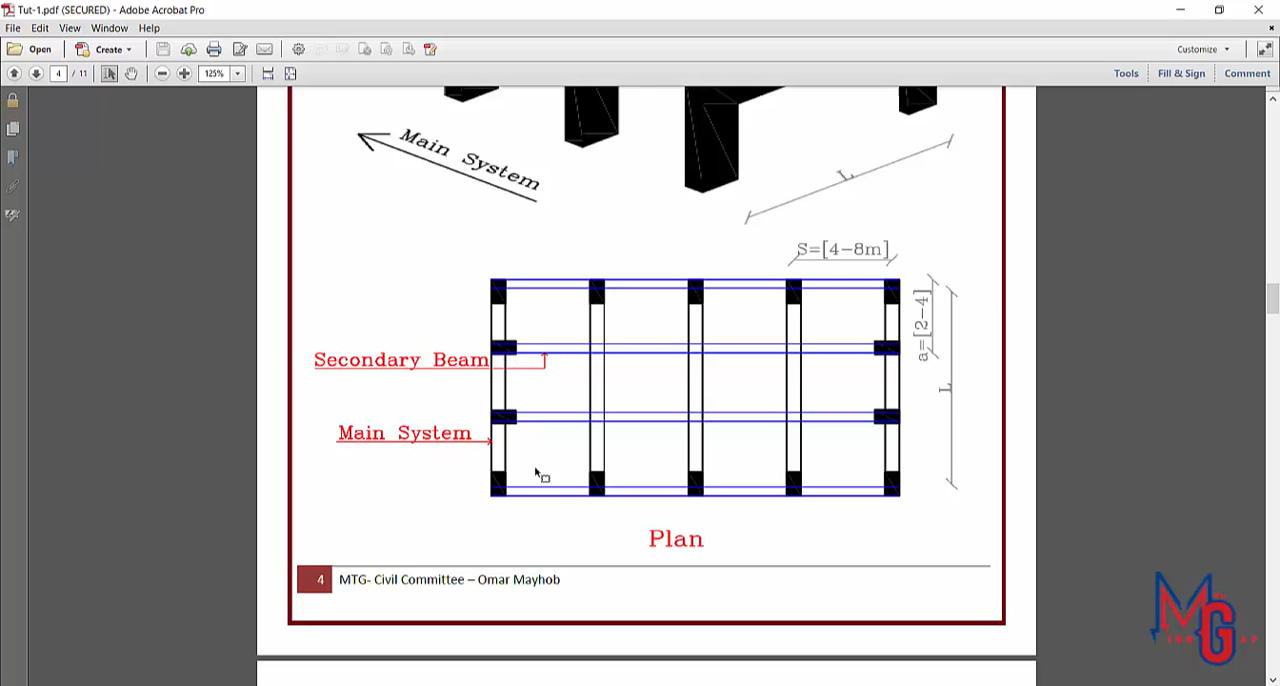 Tut-1.pdf (SECURED) - Adobe Acrobat Pro
File Edit View Window Help
Open Create Customize
4 / 11 125% Tools Fill & Sign Comment
Main System
L
S=[4-8m]
a=[2-4]
L
Secondary Beam
Main System
Plan
4 MTG- Civil Committee – Omar Mayhob
MG